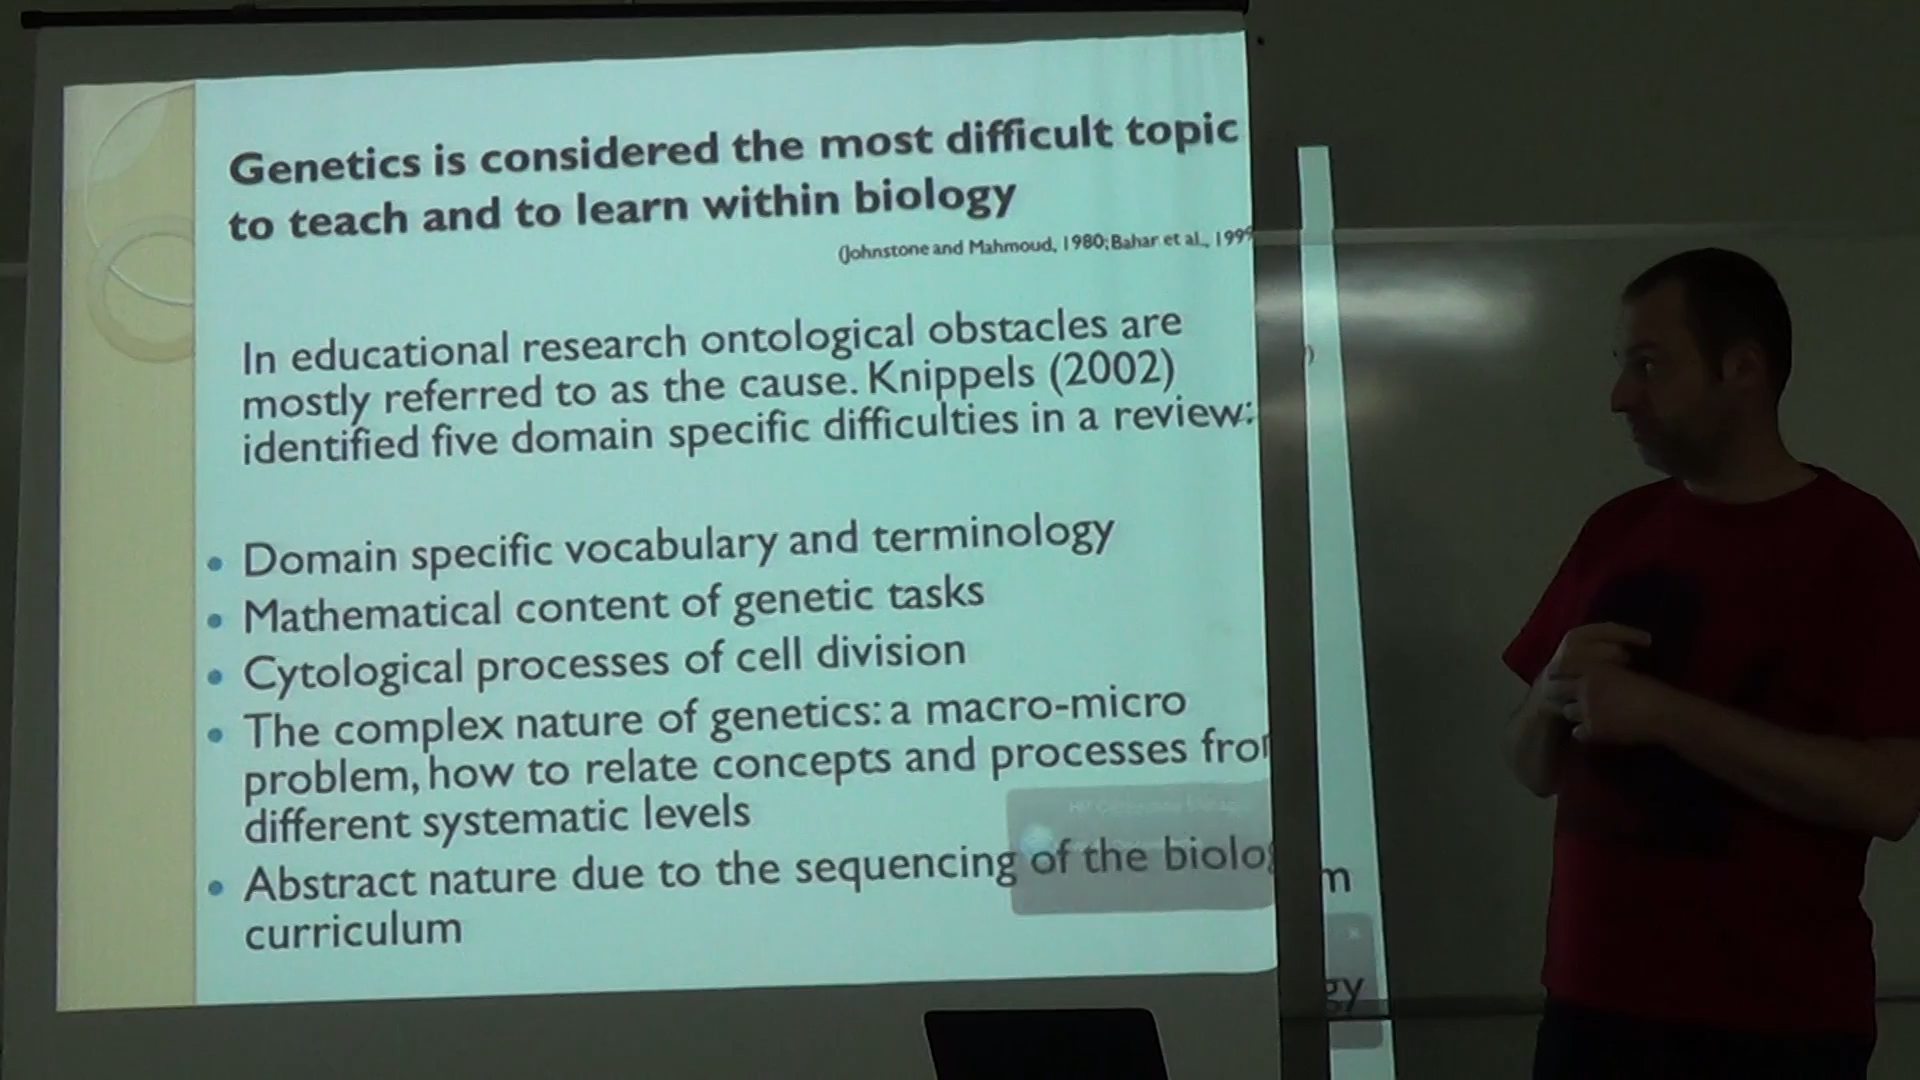 Genetics is considered the most difficult topic
to teach and to learn within biology
(Johnstone and Mahmoud, 1980; Bahar et al., 1999)
In educational research ontological obstacles are
mostly referred to as the cause. Knippels (2002)
identified five domain specific difficulties in a review:
• Domain specific vocabulary and terminology
• Mathematical content of genetic tasks
• Cytological processes of cell division
• The complex nature of genetics: a macro-micro
problem, how to relate concepts and processes from
different systematic levels
• Abstract nature due to the sequencing of the biology
curriculum